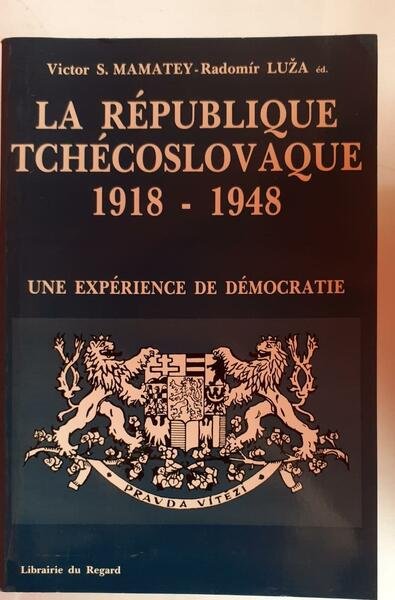 Victor S. MAMATEY - Radomír LUŽA éd.
LA RÉPUBLIQUE
TCHÉCOSLOVAQUE
1918 - 1948
UNE EXPÉRIENCE DE DÉMOCRATIE
PRAVDA VÍTĚZÍ
Librairie du Regard